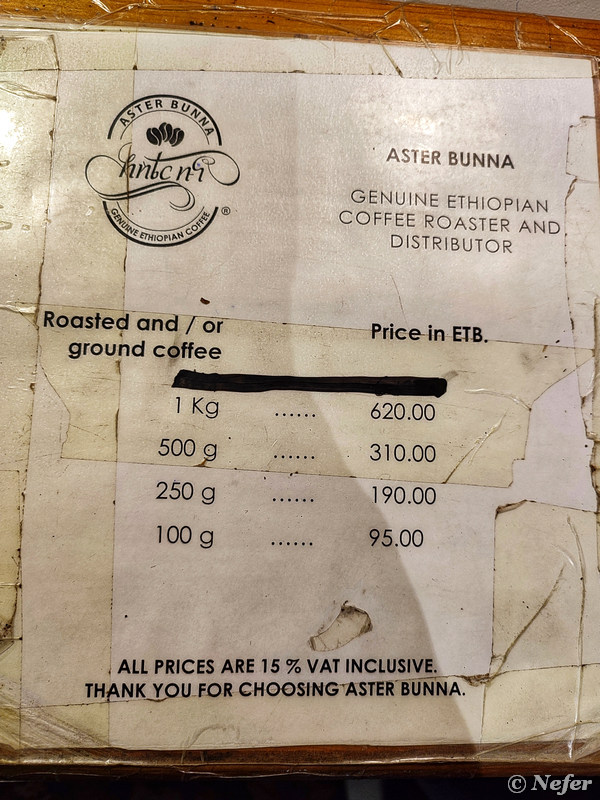 ASTER BUNNA
GENUINE ETHIOPIAN COFFEE
®
ASTER BUNNA
GENUINE ETHIOPIAN
COFFEE ROASTER AND
DISTRIBUTOR
Roasted and / or
ground coffee
Price in ETB.
1 Kg ...... 620.00
500 g ...... 310.00
250 g ...... 190.00
100 g ...... 95.00
ALL PRICES ARE 15 % VAT INCLUSIVE.
THANK YOU FOR CHOOSING ASTER BUNNA.
© Nefer